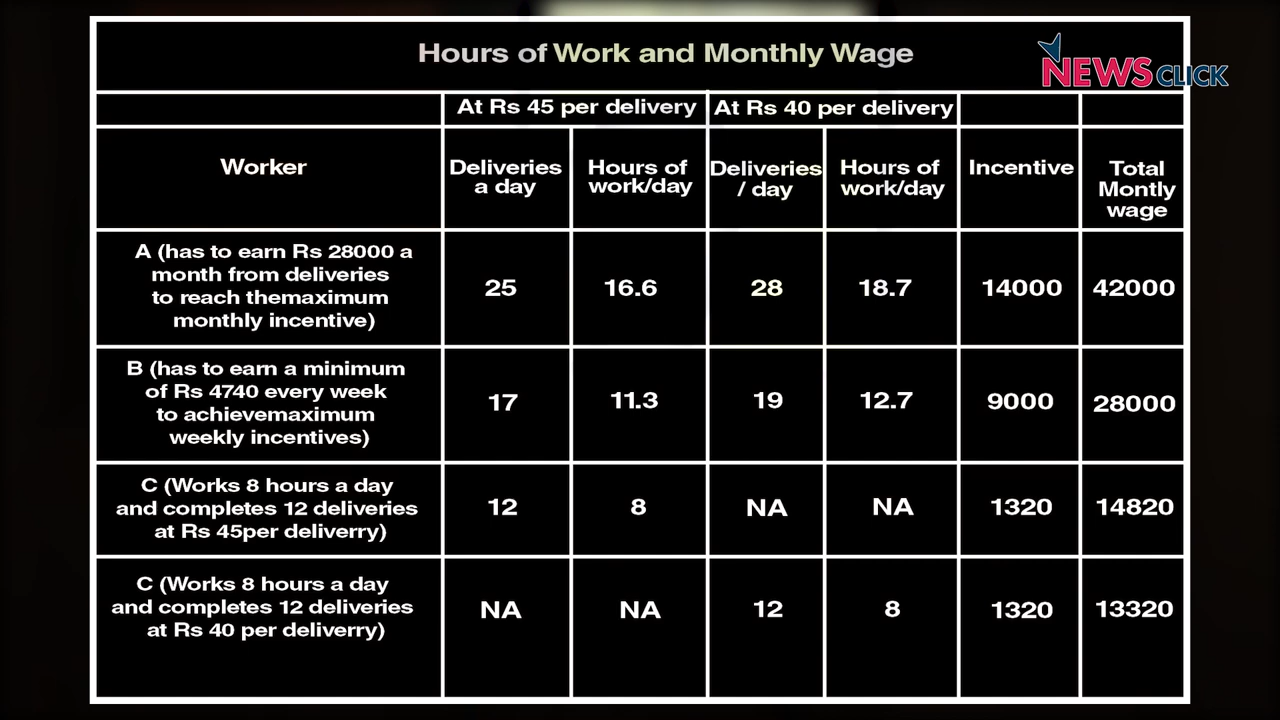 Hours of Work and Monthly Wage
NEWSCLICK
At Rs 45 per delivery
At Rs 40 per delivery
Worker
Deliveries
a day
Hours of
work/day
Deliveries
/ day
Hours of
work/day
Incentive
Total
Montly
wage
A (has to earn Rs 28000 a
month from deliveries
to reach themaximum
monthly incentive)
25
16.6
28
18.7
14000
42000
B (has to earn a minimum
of Rs 4740 every week
to achievemaximum
weekly incentives)
17
11.3
19
12.7
9000
28000
C (Works 8 hours a day
and completes 12 deliveries
at Rs 45per deliverry)
12
8
NA
NA
1320
14820
C (Works 8 hours a day
and completes 12 deliveries
at Rs 40 per deliverry)
NA
NA
12
8
1320
13320